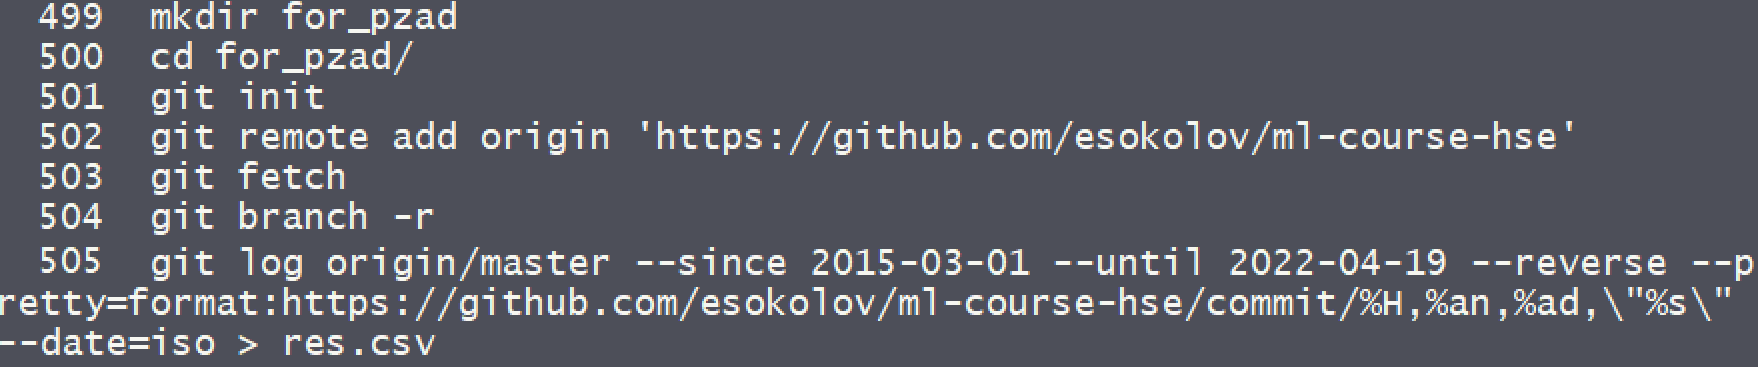 499 mkdir for_pzad
500 cd for_pzad/
501 git init
502 git remote add origin 'https://github.com/esokolov/ml-course-hse'
503 git fetch
504 git branch -r
505 git log origin/master --since 2015-03-01 --until 2022-04-19 --reverse --p
retty=format:https://github.com/esokolov/ml-course-hse/commit/%H,%an,%ad,\"%s\"
--date=iso > res.csv